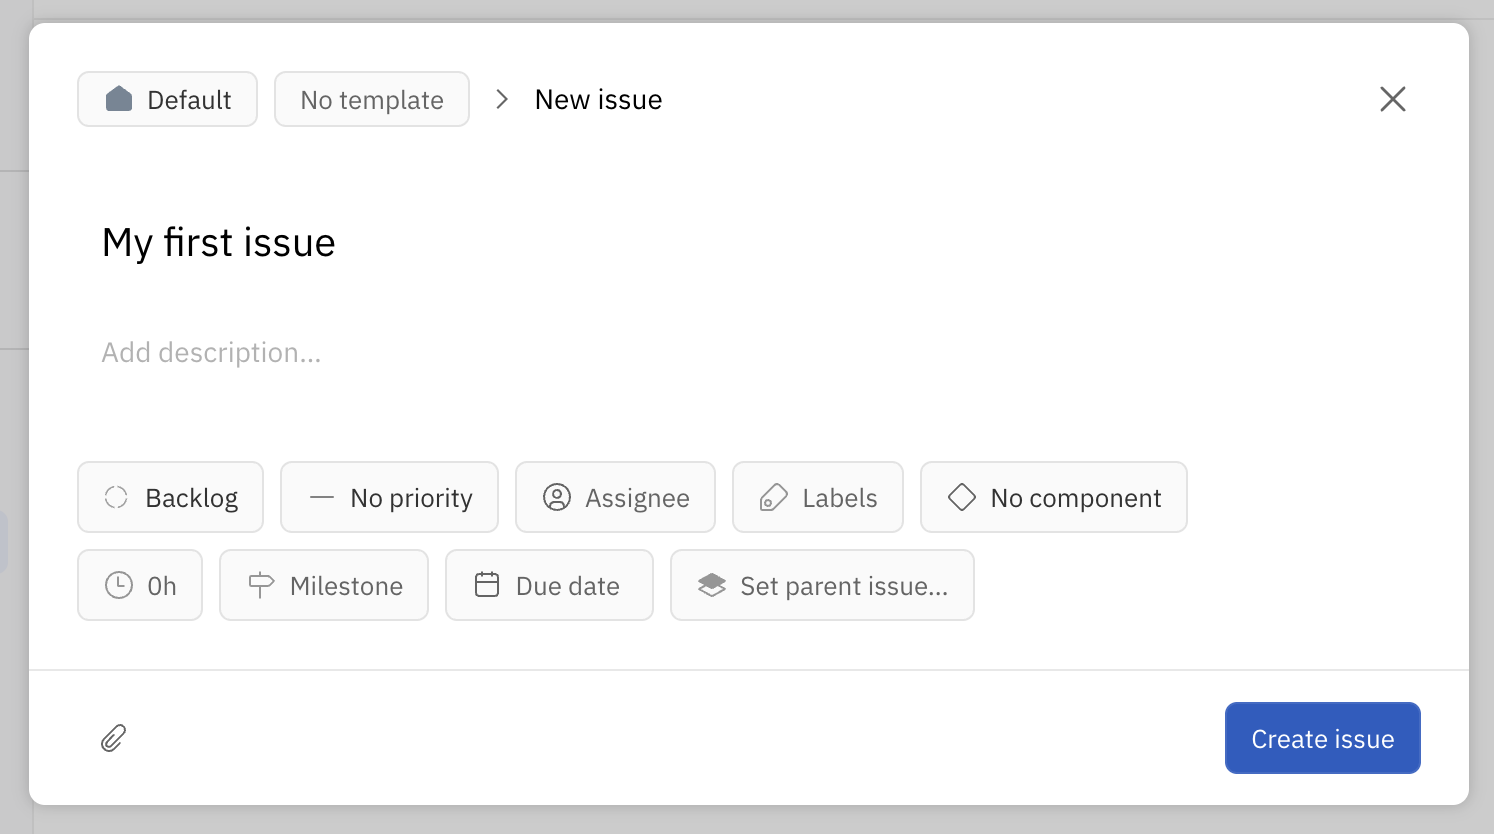 Default No template New issue
My first issue
Add description...
Backlog No priority Assignee Labels No component
0h Milestone Due date Set parent issue...
Create issue